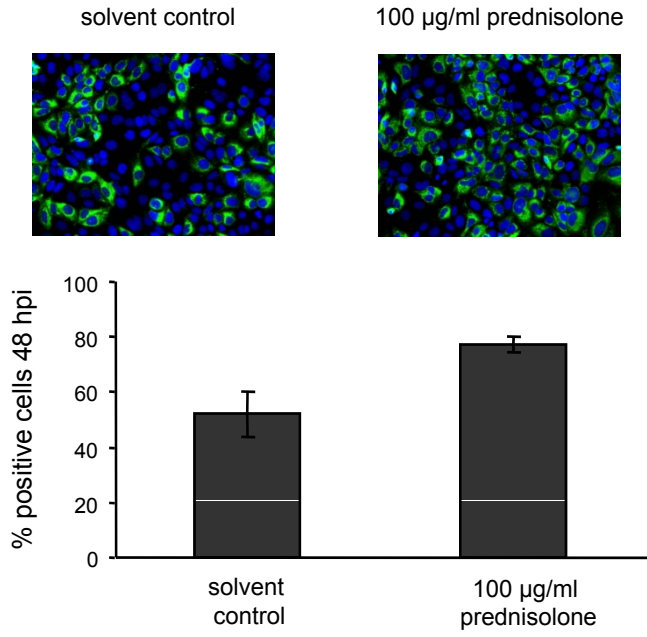 solvent control
100 µg/ml prednisolone
% positive cells 48 hpi
100
80
60
40
20
0
solvent
control
100 µg/ml
prednisolone